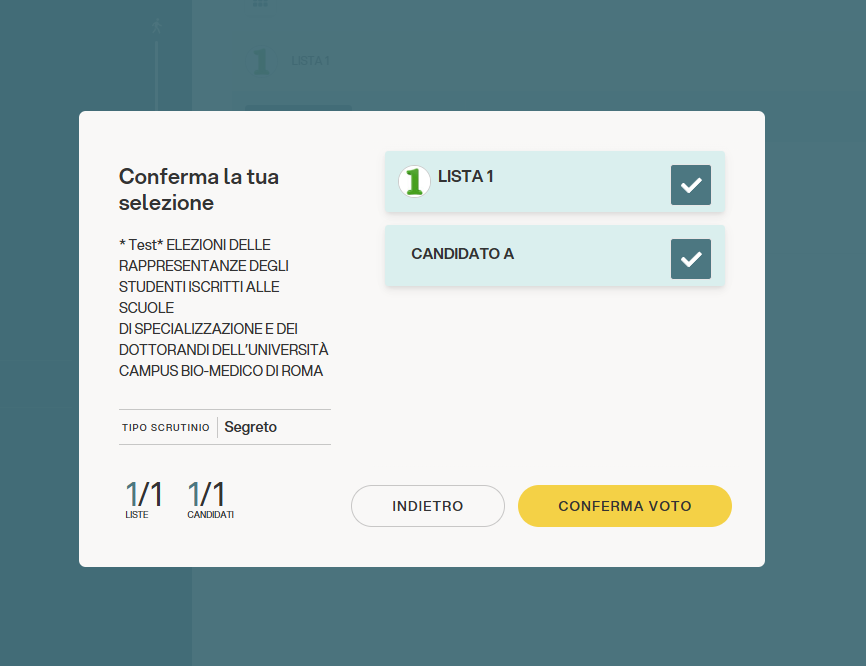 1 LISTA 1
Conferma la tua
selezione
* Test* ELEZIONI DELLE
RAPPRESENTANZE DEGLI
STUDENTI ISCRITTI ALLE
SCUOLE
DI SPECIALIZZAZIONE E DEI
DOTTORANDI DELL'UNIVERSITÀ
CAMPUS BIO-MEDICO DI ROMA
TIPO SCRUTINIO Segreto
1/1 1/1
LISTE CANDIDATI
1 LISTA 1
CANDIDATO A
INDIETRO CONFERMA VOTO